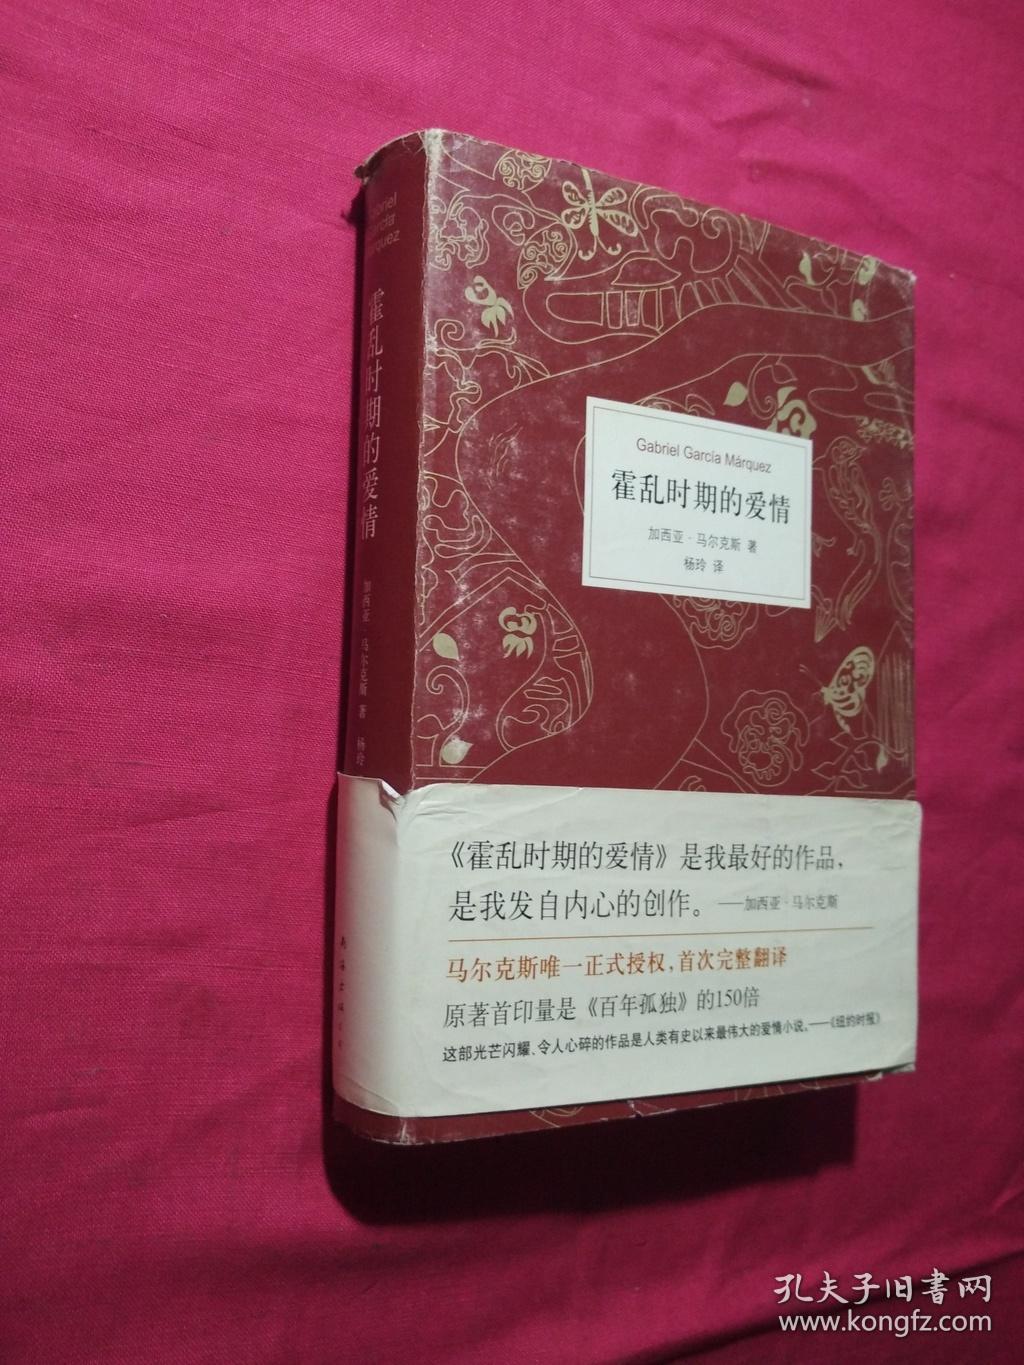 Gabriel
García
Márquez
霍乱时期的爱情
加西亚·马尔克斯 著
杨玲
Gabriel García Márquez
霍乱时期的爱情
加西亚·马尔克斯 著
杨玲 译
《霍乱时期的爱情》是我最好的作品，
是我发自内心的创作。——加西亚·马尔克斯
马尔克斯唯一正式授权，首次完整翻译
原著首印量是《百年孤独》的150倍
这部光芒闪耀、令人心碎的作品是人类有史以来最伟大的爱情小说。——《纽约时报》
孔夫子旧书网
www.kongfz.com